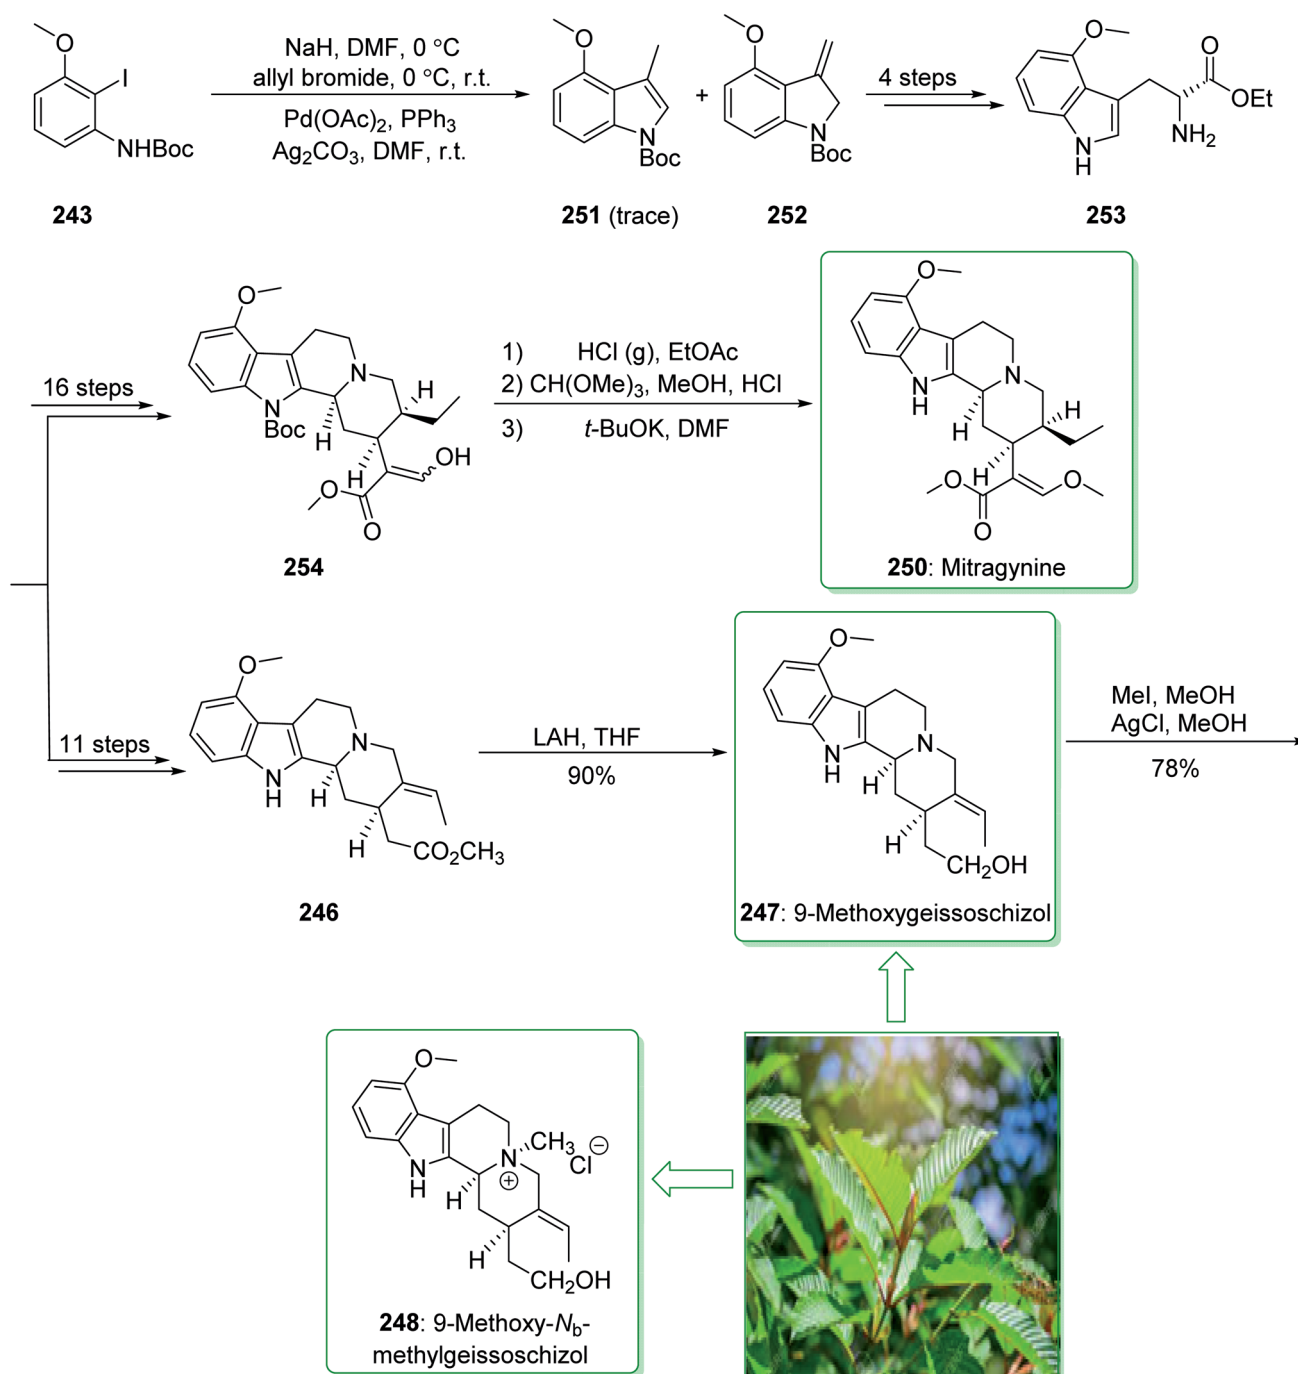 NaH, DMF, 0 °C
allyl bromide, 0 °C, r.t.
Pd(OAc)2, PPh3
Ag2CO3, DMF, r.t.
O
I
NHBoc
243
O
N
Boc
251 (trace)
+
O
N
Boc
252
4 steps
O
O
OEt
NH2
N
H
253
16 steps
O
N
N
Boc
H
H
H
OH
O
O
254
1) HCl (g), EtOAc
2) CH(OMe)3, MeOH, HCl
3) t-BuOK, DMF
O
N
N
H
H
H
H
O
O
O
250: Mitragynine
11 steps
O
N
N
H
H
H
CO2CH3
246
LAH, THF
90%
O
N
N
H
H
H
CH2OH
247: 9-Methoxygeissoschizol
MeI, MeOH
AgCl, MeOH
78%
O
N
CH3
Cl
⊖
⊕
N
H
H
H
CH2OH
248: 9-Methoxy-Nb-
methylgeissoschizol